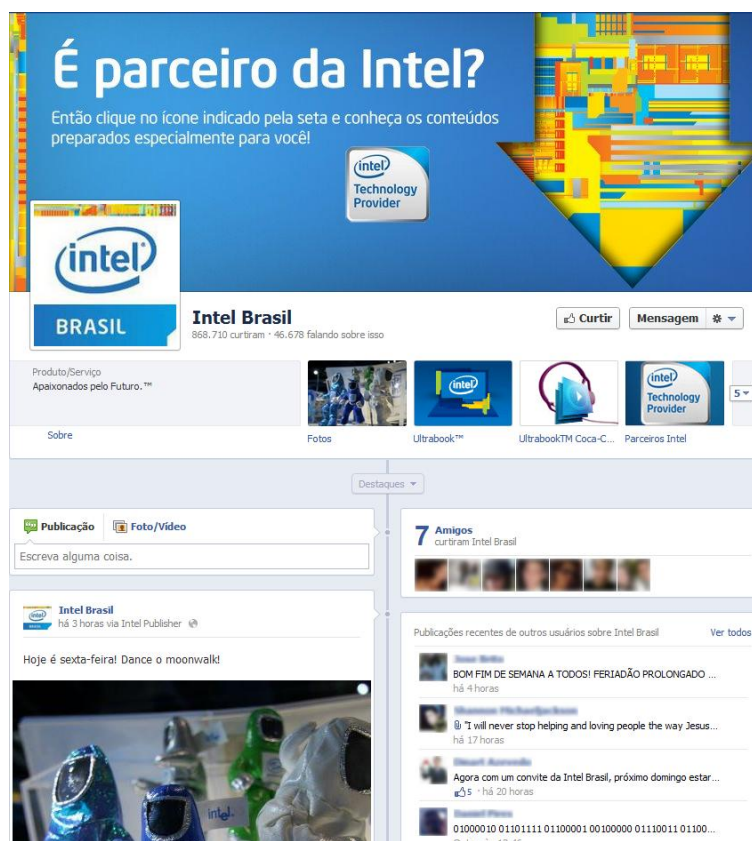 É parceiro da Intel?
Então clique no ícone indicado pela seta e conheça os conteúdos
preparados especialmente para você!
intel
Technology
Provider
intel
BRASIL
Intel Brasil
868.710 curtiram · 46.678 falando sobre isso
Curtir
Mensagem
Produto/Serviço
Apaixonados pelo Futuro.™
Sobre
intel
intel
Technology
Provider
5
Fotos
Ultrabook™
UltrabookTM Coca-C...
Parceiros Intel
Destaques
Publicação
Foto/Vídeo
Escreva alguma coisa.
Intel Brasil
há 3 horas via Intel Publisher
Hoje é sexta-feira! Dance o moonwalk!
intel
7 Amigos
curtiram Intel Brasil
Publicações recentes de outros usuários sobre Intel Brasil
Ver todos
BOM FIM DE SEMANA A TODOS! FERIADÃO PROLONGADO ...
há 4 horas
"I will never stop helping and loving people the way Jesus...
há 17 horas
Agora com um convite da Intel Brasil, próximo domingo estar...
5 · há 20 horas
01000010 01101111 01100001 00100000 01110011 01100...